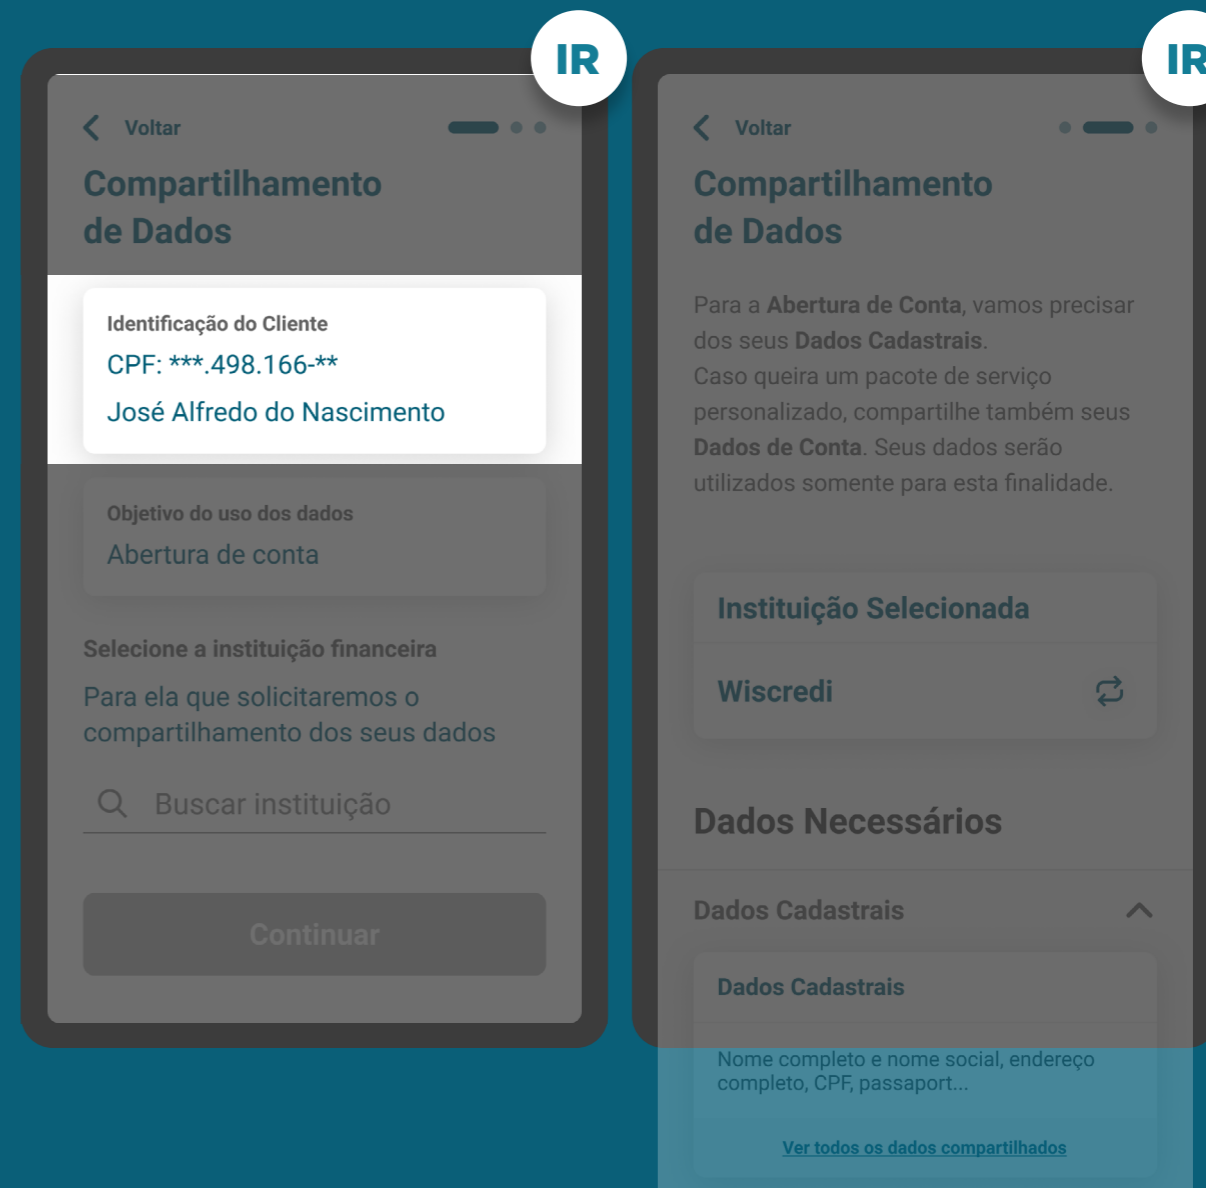 IR
Voltar
Compartilhamento
de Dados
Identificação do Cliente
CPF: ***.498.166-**
José Alfredo do Nascimento
Objetivo do uso dos dados
Abertura de conta
Selecione a instituição financeira
Para ela que solicitaremos o
compartilhamento dos seus dados
Buscar instituição
Continuar
IR
Voltar
Compartilhamento
de Dados
Para a Abertura de Conta, vamos precisar
dos seus Dados Cadastrais.
Caso queira um pacote de serviço
personalizado, compartilhe também seus
Dados de Conta. Seus dados serão
utilizados somente para esta finalidade.
Instituição Selecionada
Wiscredi
Dados Necessários
Dados Cadastrais
Dados Cadastrais
Nome completo e nome social, endereço
completo, CPF, passaport...
Ver todos os dados compartilhados